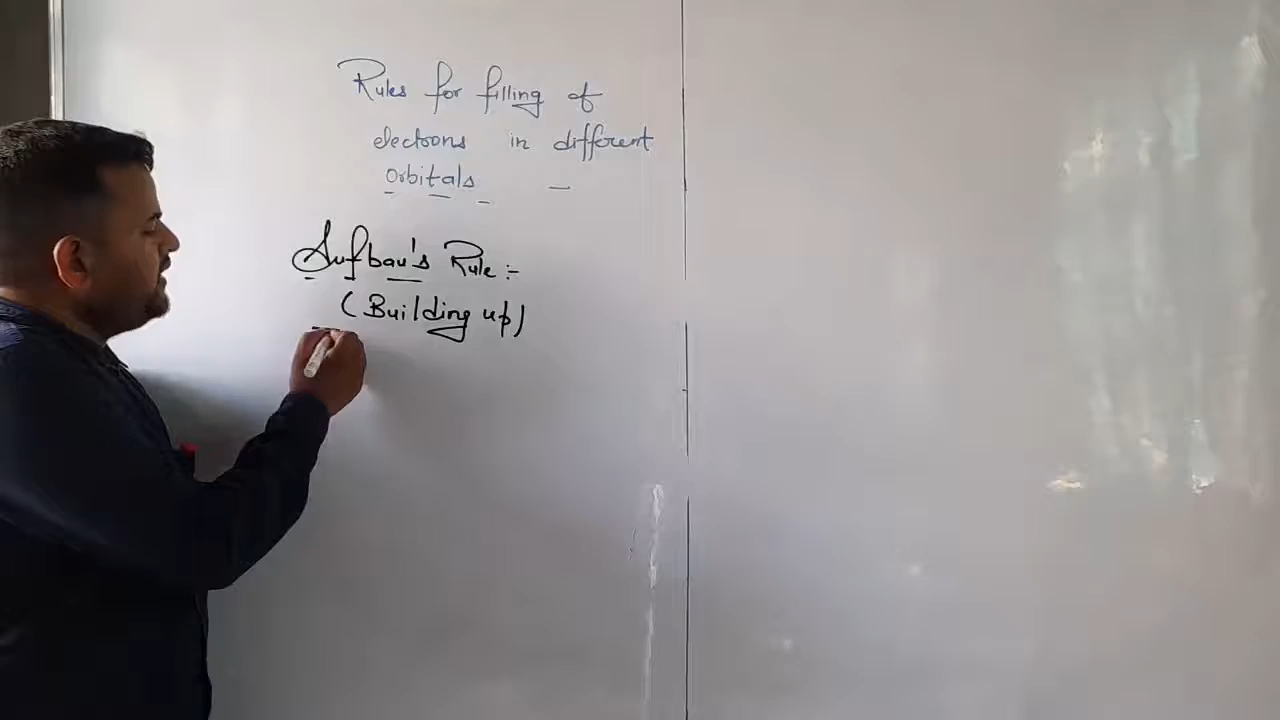 Rules for filling of
electrons in different
orbitals -
Aufbau's Rule :-
(Building up)